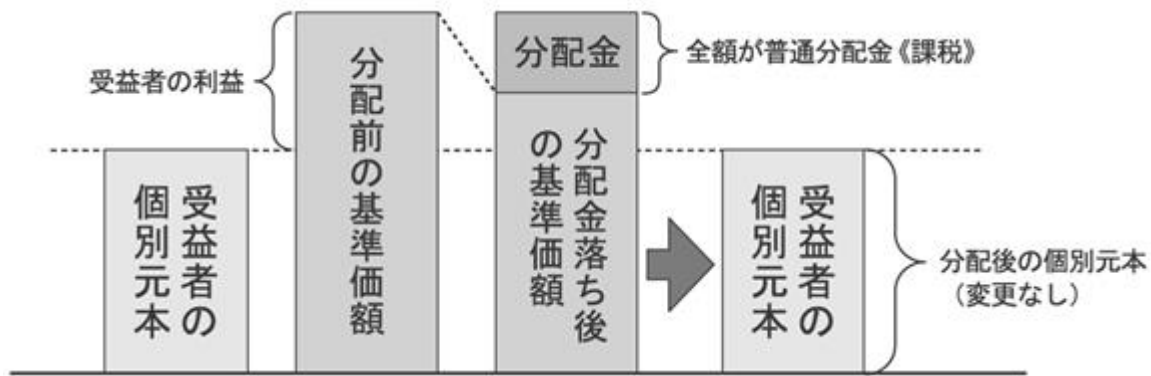 受益者の利益
受益者の
個別元本
分配前の基準価額
分配金
全額が普通分配金《課税》
分配金落ち後
の基準価額
受益者の
個別元本
分配後の個別元本
（変更なし）